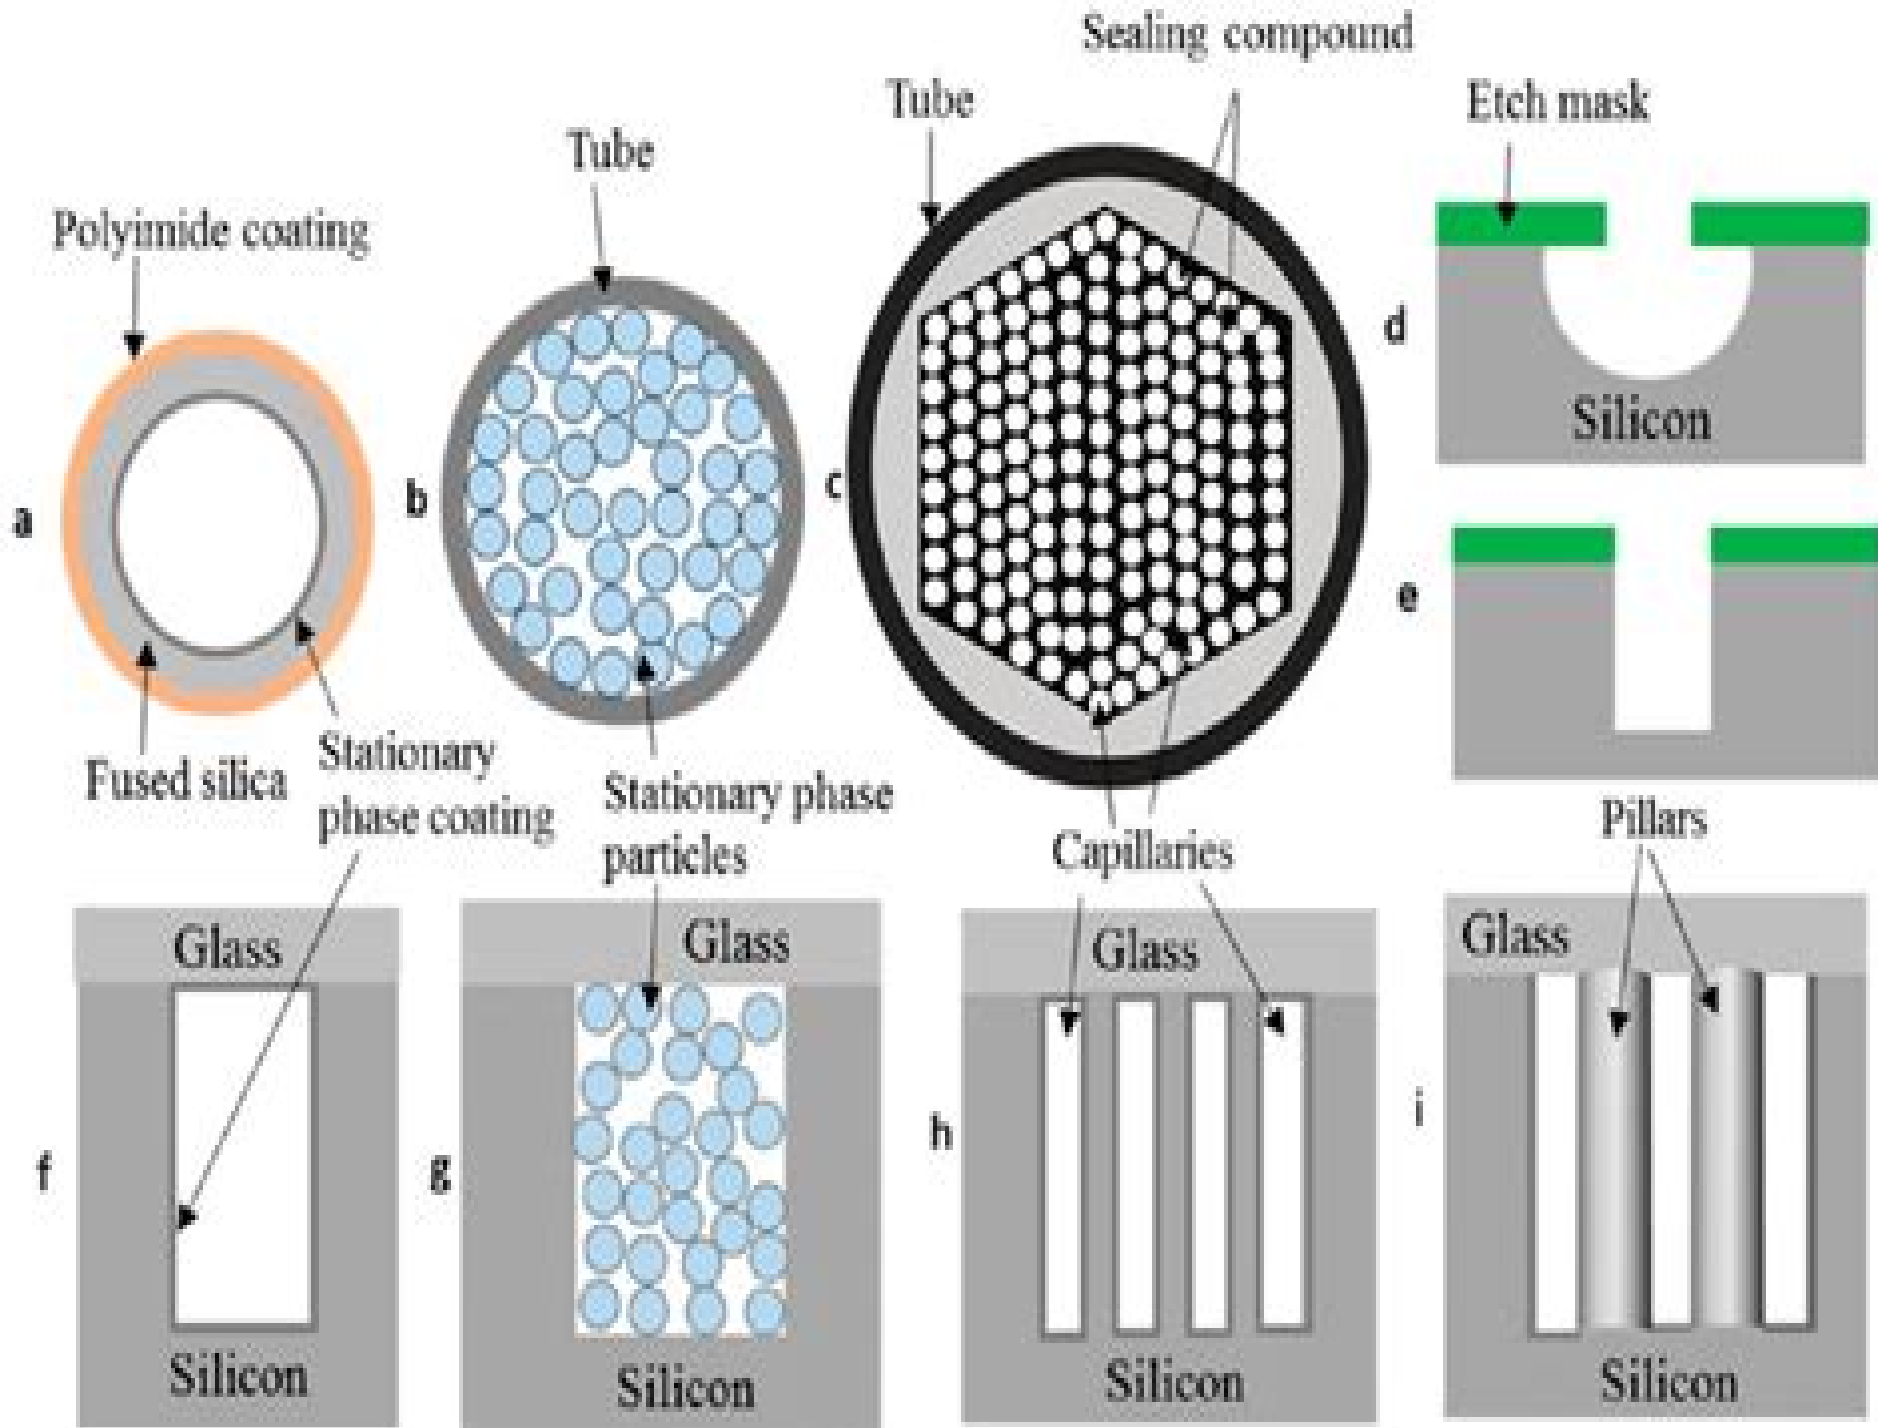 Sealing compound
Tube
Etch mask
Tube
Polyimide coating
d
Silicon
a
b
c
e
Fused silica
Stationary
phase coating
Stationary phase
particles
Capillaries
Pillars
Glass
Glass
Glass
Glass
f
g
h
i
Silicon
Silicon
Silicon
Silicon